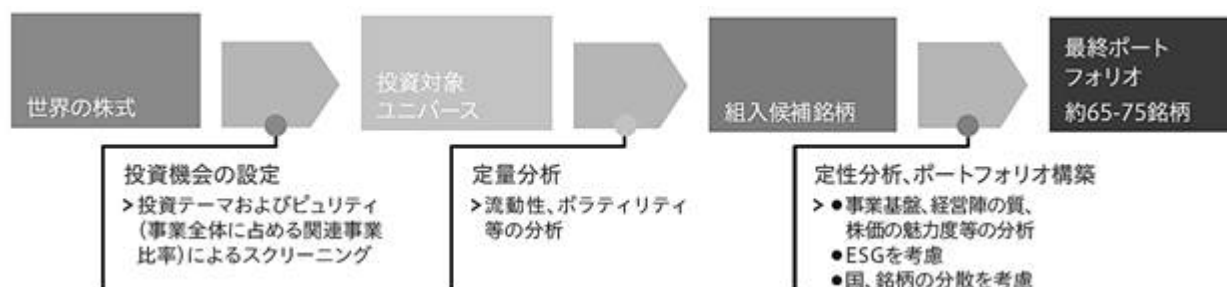 世界の株式
投資対象
ユニバース
組入候補銘柄
最終ポート
フォリオ
約65-75銘柄
投資機会の設定
>投資テーマおよびピュリティ
(事業全体に占める関連事業
比率)によるスクリーニング
定量分析
>流動性、ボラティリティ
等の分析
定性分析、ポートフォリオ構築
>●事業基盤、経営陣の質、
株価の魅力度等の分析
●ESGを考慮
●国、銘柄の分散を考慮